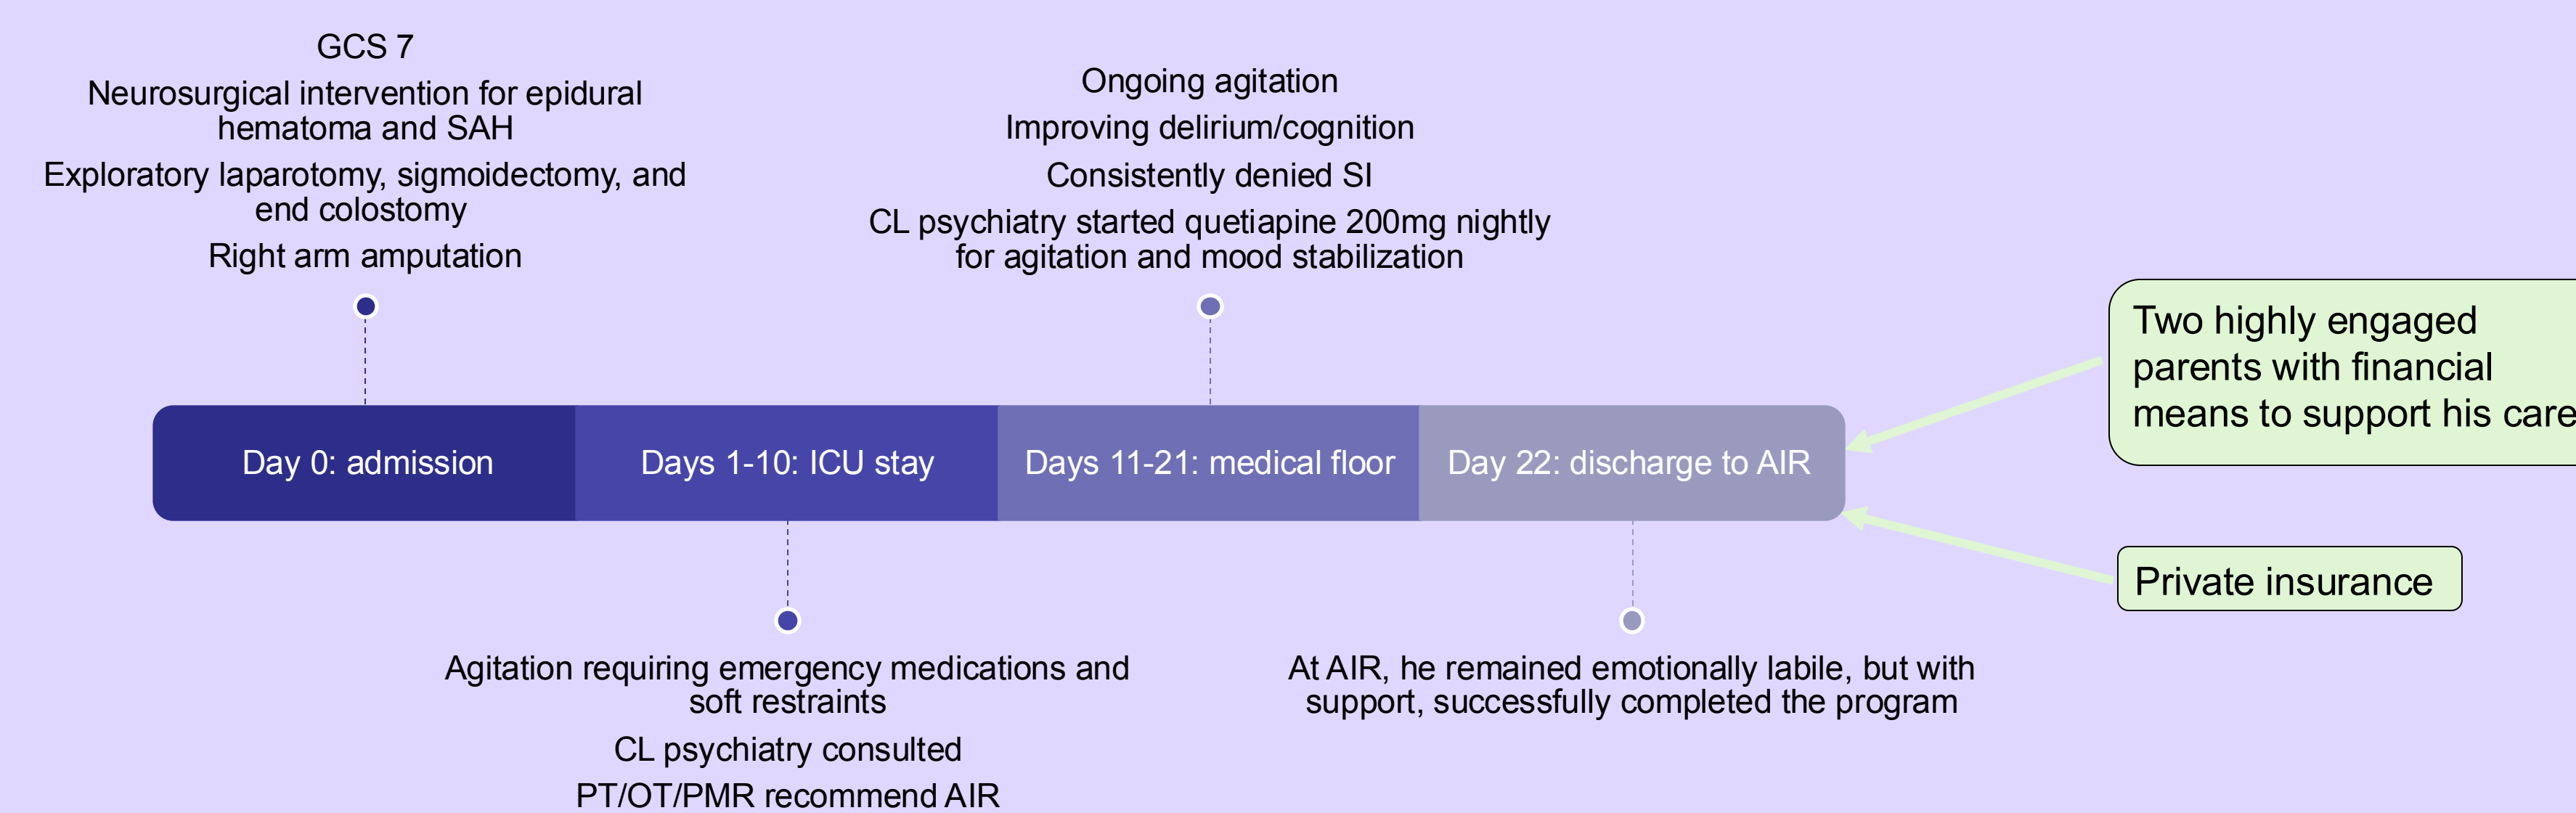 GCS 7
Neurosurgical intervention for epidural
hematoma and SAH
Exploratory laparotomy, sigmoidectomy, and
end colostomy
Right arm amputation
Ongoing agitation
Improving delirium/cognition
Consistently denied SI
CL psychiatry started quetiapine 200mg nightly
for agitation and mood stabilization
Two highly engaged
parents with financial
means to support his care
Day 0: admission
Days 1-10: ICU stay
Days 11-21: medical floor
Day 22: discharge to AIR
Private insurance
Agitation requiring emergency medications and
soft restraints
CL psychiatry consulted
PT/OT/PMR recommend AIR
At AIR, he remained emotionally labile, but with
support, successfully completed the program